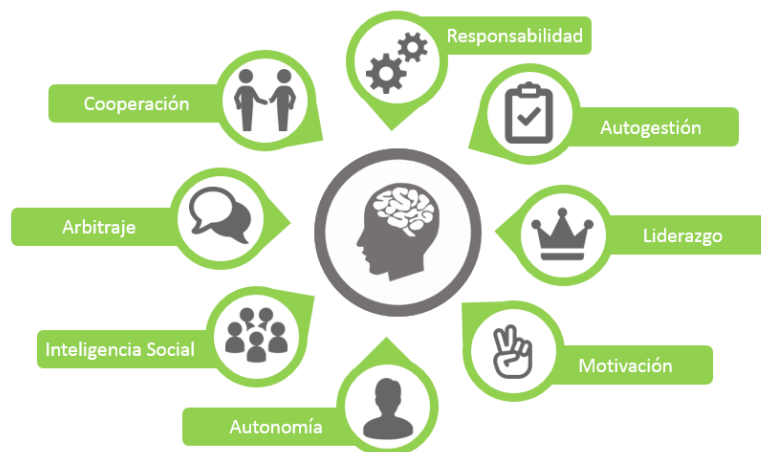 Responsabilidad
Cooperación
Autogestión
Arbitraje
Liderazgo
Inteligencia Social
Motivación
Autonomía